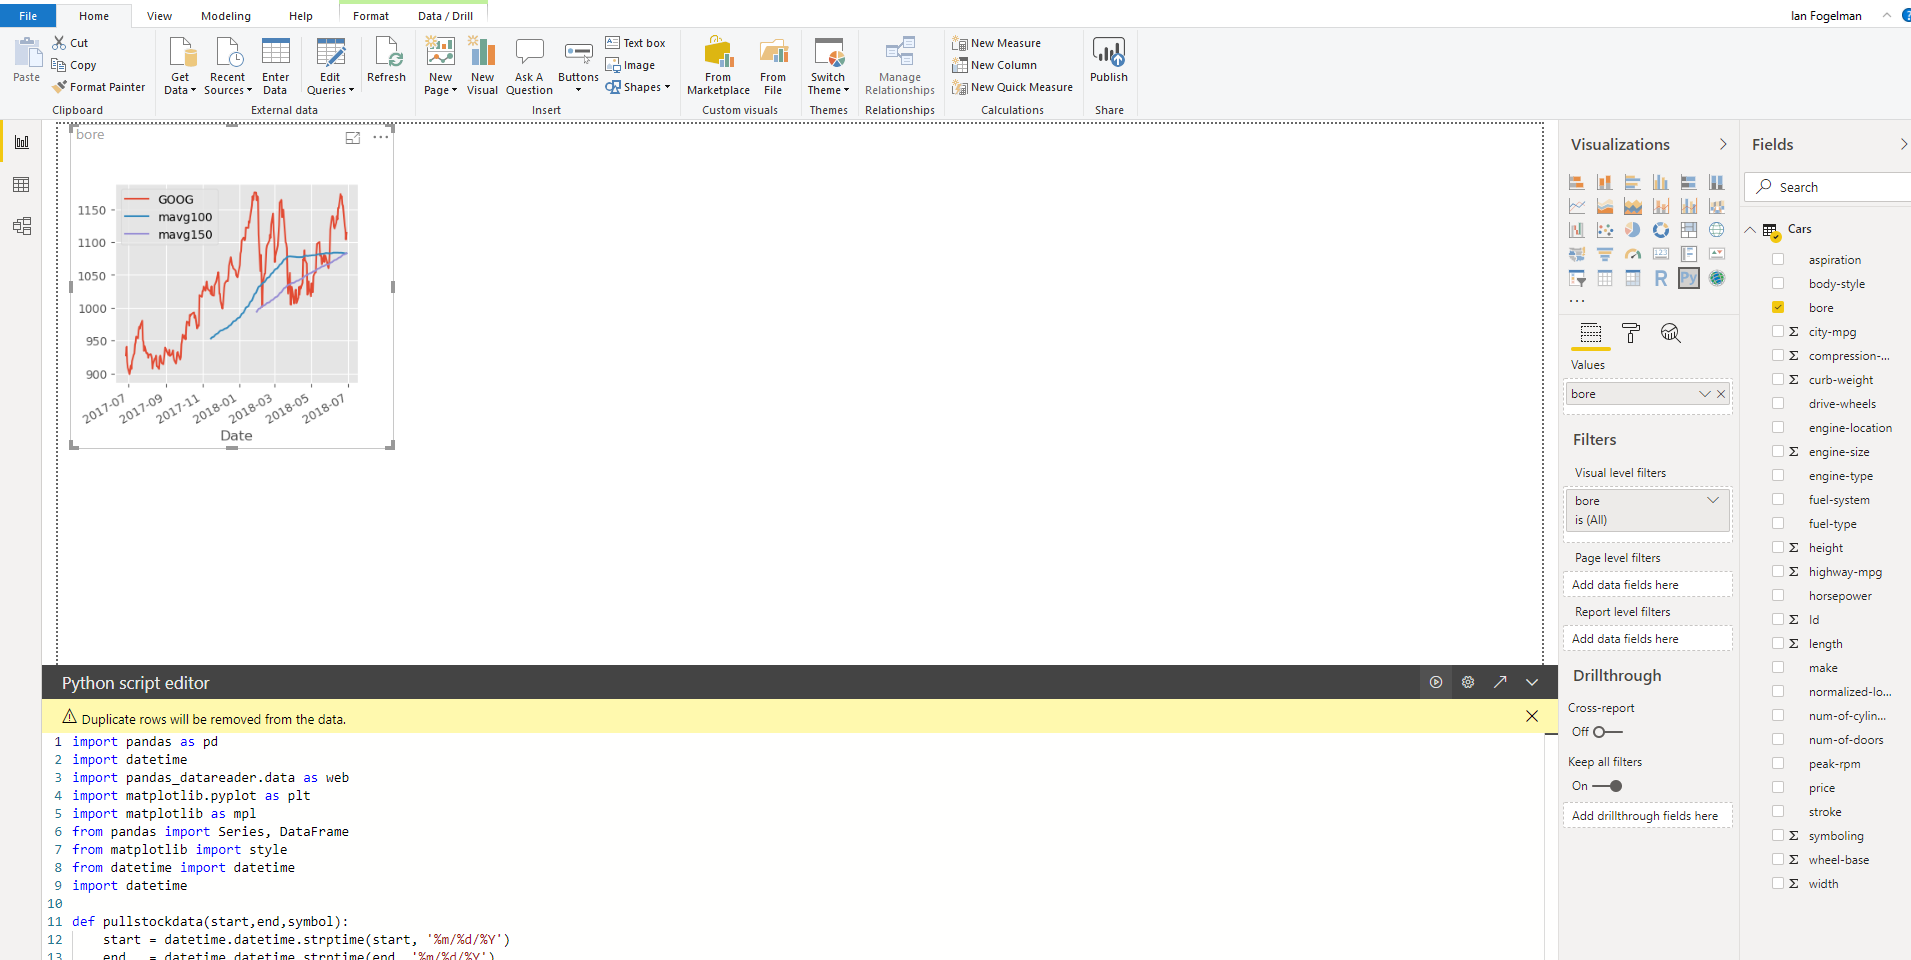 File Home View Modeling Help Format Data / Drill Ian Fogelman ?
Paste
Cut
Copy
Format Painter
Clipboard
Get Data
Recent Sources
Enter Data
Edit Queries
Refresh
External data
New Page
New Visual
Ask A Question
Buttons
Text box
Image
Shapes
Insert
From Marketplace
From File
Custom visuals
Switch Theme
Themes
Manage Relationships
Relationships
New Measure
New Column
New Quick Measure
Calculations
Publish
Share
bore
GOOG
mavg100
mavg150
1150
1100
1050
1000
950
900
2017-07
2017-09
2017-11
2018-01
2018-03
2018-05
2018-07
Date
Python script editor
Duplicate rows will be removed from the data.
1 import pandas as pd
2 import datetime
3 import pandas_datareader.data as web
4 import matplotlib.pyplot as plt
5 import matplotlib as mpl
6 from pandas import Series, DataFrame
7 from matplotlib import style
8 from datetime import datetime
9 import datetime
10
11 def pullstockdata(start,end,symbol):
12 start = datetime.datetime.strptime(start, '%m/%d/%Y')
13 end = datetime.datetime.strptime(end, '%m/%d/%Y')
Visualizations
123
R
Py
Values
bore
Filters
Visual level filters
bore
is (All)
Page level filters
Add data fields here
Report level filters
Add data fields here
Drillthrough
Cross-report
Off
Keep all filters
On
Add drillthrough fields here
Fields
Search
Cars
aspiration
body-style
bore
Σ city-mpg
Σ compression-...
Σ curb-weight
drive-wheels
engine-location
Σ engine-size
engine-type
fuel-system
fuel-type
Σ height
Σ highway-mpg
horsepower
Σ Id
Σ length
make
normalized-lo...
num-of-cylin...
num-of-doors
peak-rpm
price
stroke
Σ symboling
Σ wheel-base
Σ width